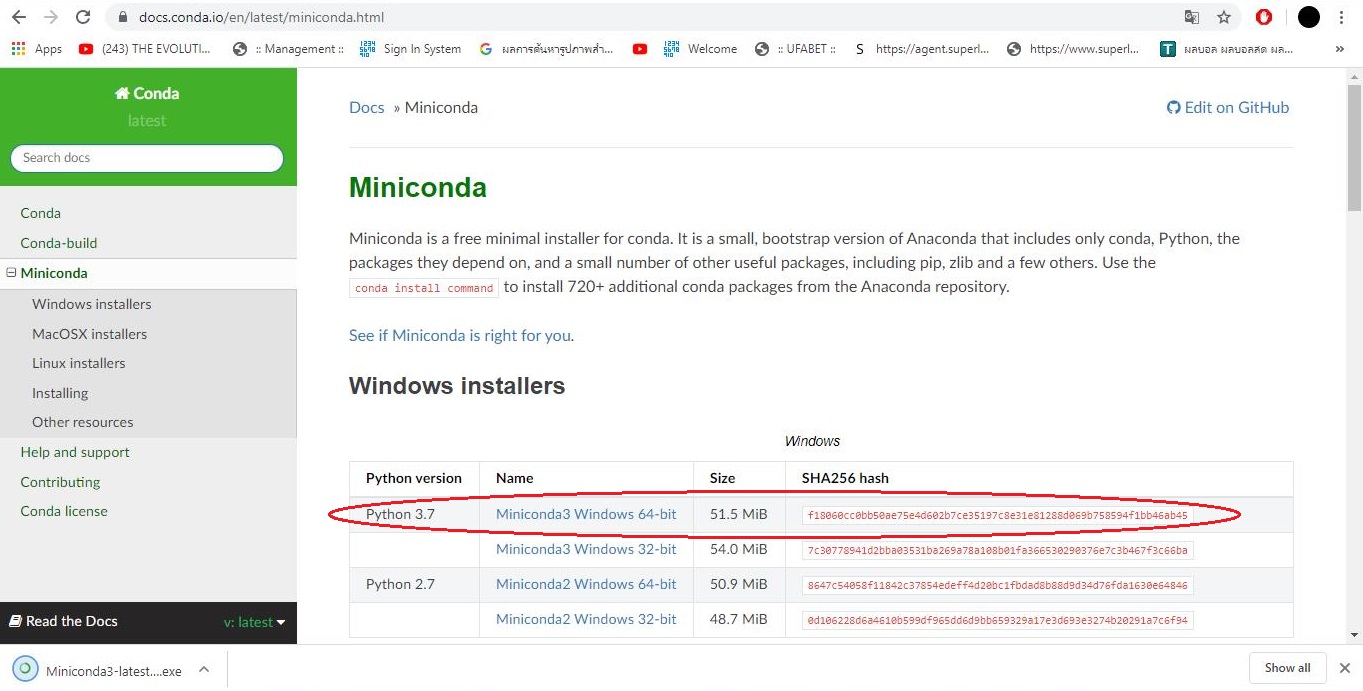 docs.conda.io/en/latest/miniconda.html
Apps (243) THE EVOLUTI... :: Management :: Sign In System ผลการค้นหารูปภาพสำ... Welcome :: UFABET :: S https://agent.superl... https://www.superl... T ผลบอล ผลบอลสด ผล... »
Conda
latest
Search docs
Conda
Conda-build
Miniconda
Windows installers
MacOSX installers
Linux installers
Installing
Other resources
Help and support
Contributing
Conda license
Read the Docs v: latest
Docs » Miniconda Edit on GitHub
Miniconda
Miniconda is a free minimal installer for conda. It is a small, bootstrap version of Anaconda that includes only conda, Python, the
packages they depend on, and a small number of other useful packages, including pip, zlib and a few others. Use the
conda install command to install 720+ additional conda packages from the Anaconda repository.
See if Miniconda is right for you.
Windows installers
Windows
Python version Name Size SHA256 hash
Python 3.7 Miniconda3 Windows 64-bit 51.5 MiB f18060cc0bb50ae75e4d602b7ce35197c8e31e81288d069b758594f1bb46ab45
Miniconda3 Windows 32-bit 54.0 MiB 7c30778941d2bba03531ba269a78a108b01fa366530290376e7c3b467f3c66ba
Python 2.7 Miniconda2 Windows 64-bit 50.9 MiB 8647c54058f11842c37854edeff4d20bc1fbdad8b88d9d34d76fda1630e64846
Miniconda2 Windows 32-bit 48.7 MiB 0d106228d6a4610b599df965dd6d9bb659329a17e3d693e3274b20291a7c6f94
Miniconda3-latest....exe Show all